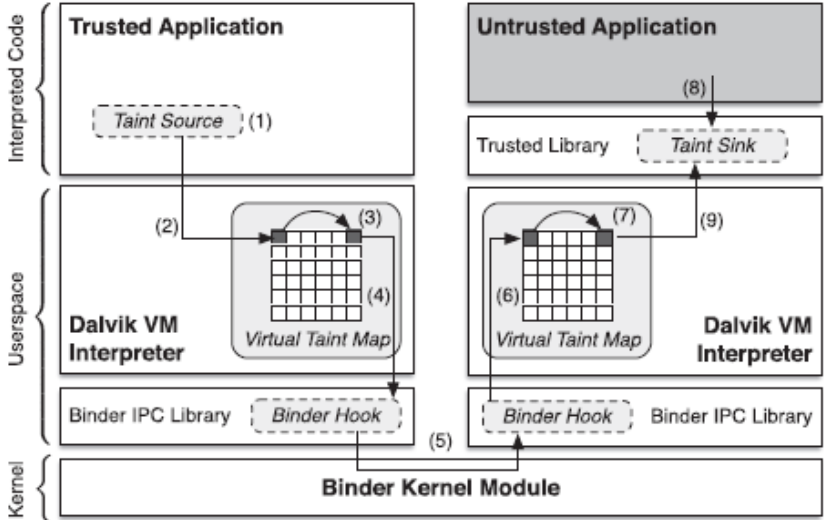 Interpreted Code
Trusted Application
Taint Source
(1)
(2)
Userspace
(3)
(4)
Virtual Taint Map
Dalvik VM
Interpreter
Binder IPC Library
Binder Hook
(5)
Untrusted Application
(8)
Trusted Library
Taint Sink
(7)
(9)
(6)
Virtual Taint Map
Dalvik VM
Interpreter
Binder Hook
Binder IPC Library
Kernel
Binder Kernel Module